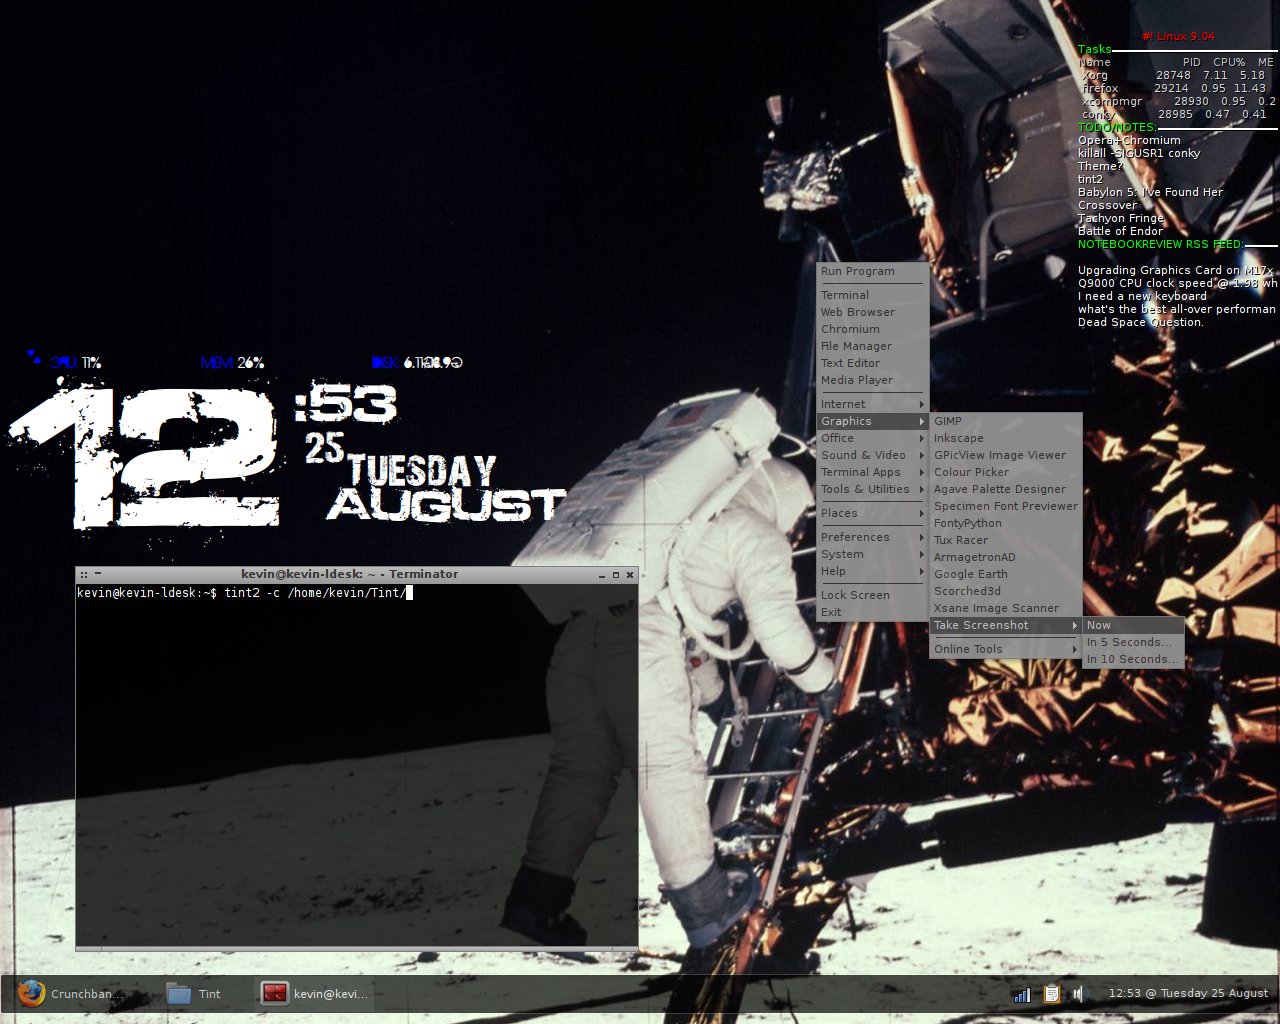 #! Linux 9.04
Tasks
Name PID CPU% ME
Xorg 28748 7.11 5.18
firefox 29214 0.95 11.43
xcompmgr 28930 0.95 0.2
conky 28985 0.47 0.41
TODO/NOTES:
Opera+Chromium
killall -SIGUSR1 conky
Theme?
tint2
Babylon 5: I've Found Her
Crossover
Tachyon Fringe
Battle of Endor
NOTEBOOKREVIEW RSS FEED:
Upgrading Graphics Card on M17x
Q9000 CPU clock speed @ 1.98 wh
I need a new keyboard
what's the best all-over performan
Dead Space Question.
CPU: 11% MEM: 26% DISK:
12 :53
25
TUESDAY
AUGUST
Run Program
Terminal
Web Browser
Chromium
File Manager
Text Editor
Media Player
Internet
Graphics
Office
Sound & Video
Terminal Apps
Tools & Utilities
Places
Preferences
System
Help
Lock Screen
Exit
GIMP
Inkscape
GPicView Image Viewer
Colour Picker
Agave Palette Designer
Specimen Font Previewer
FontyPython
Tux Racer
ArmagetronAD
Google Earth
Scorched3d
Xsane Image Scanner
Take Screenshot
Online Tools
Now
In 5 Seconds...
In 10 Seconds...
kevin@kevin-ldesk: ~ - Terminator
kevin@kevin-ldesk:~$ tint2 -c /home/kevin/Tint/
Crunchban... Tint kevin@kevi... 12:53 @ Tuesday 25 August